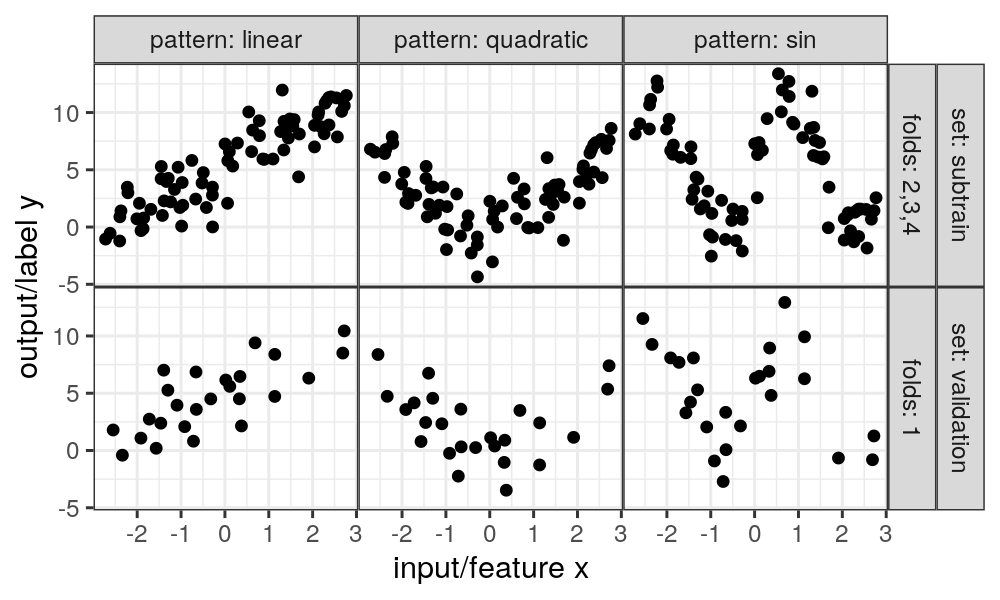 pattern: linear
pattern: quadratic
pattern: sin
output/label y
10
5
0
-5
folds: 2,3,4
set: subtrain
10
5
0
-5
folds: 1
set: validation
-2 -1 0 1 2 3
-2 -1 0 1 2 3
-2 -1 0 1 2 3
input/feature x